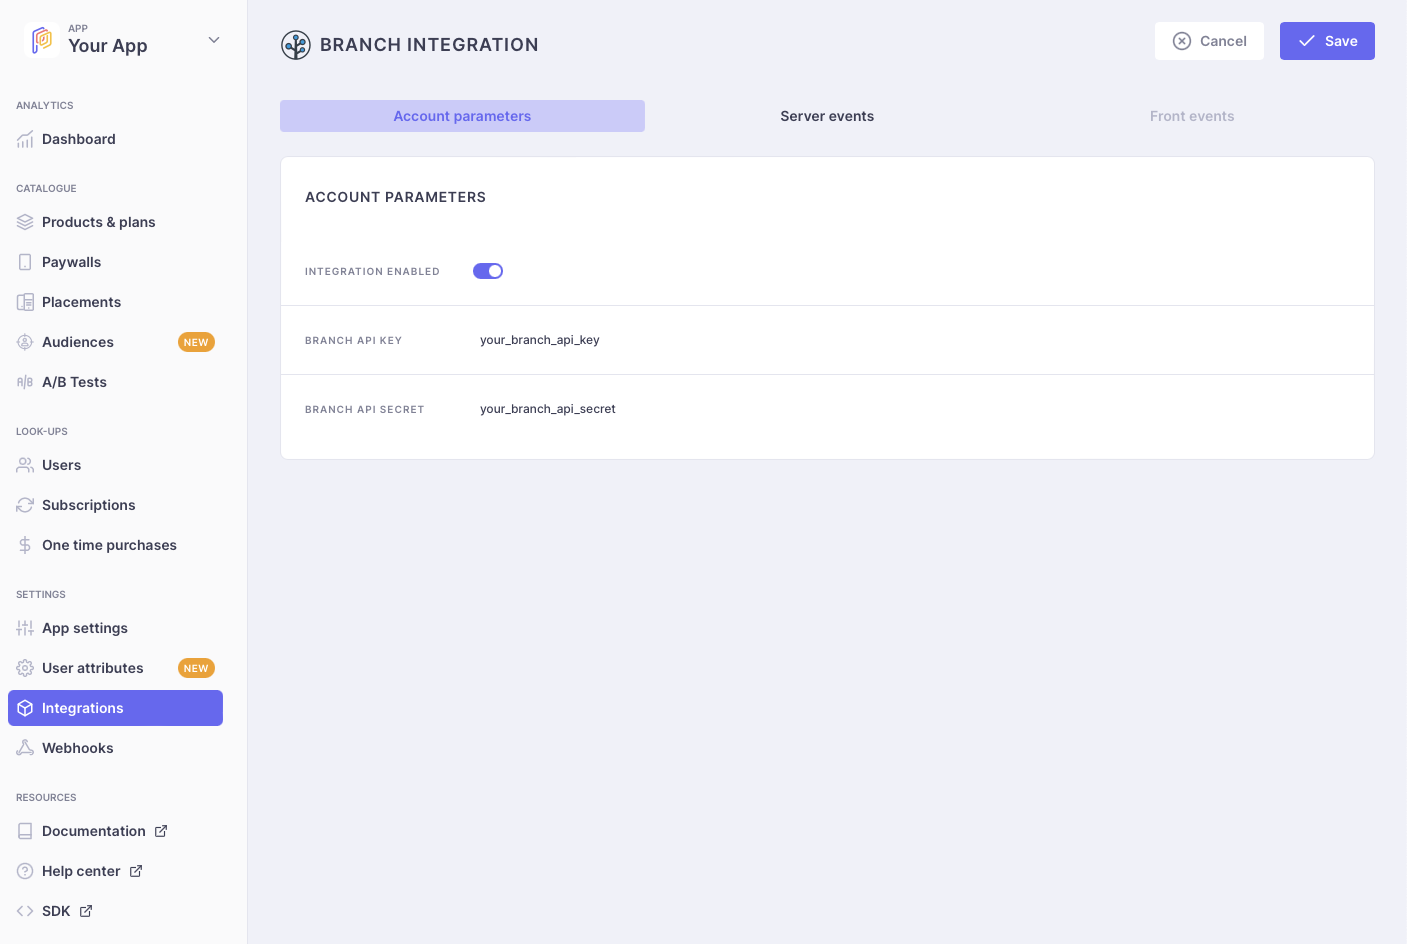 APP
Your App
ANALYTICS
Dashboard
CATALOGUE
Products & plans
Paywalls
Placements
Audiences NEW
A/B Tests
LOOK-UPS
Users
Subscriptions
One time purchases
SETTINGS
App settings
User attributes NEW
Integrations
Webhooks
RESOURCES
Documentation
Help center
SDK
BRANCH INTEGRATION
Cancel
Save
Account parameters
Server events
Front events
ACCOUNT PARAMETERS
INTEGRATION ENABLED
BRANCH API KEY your_branch_api_key
BRANCH API SECRET your_branch_api_secret